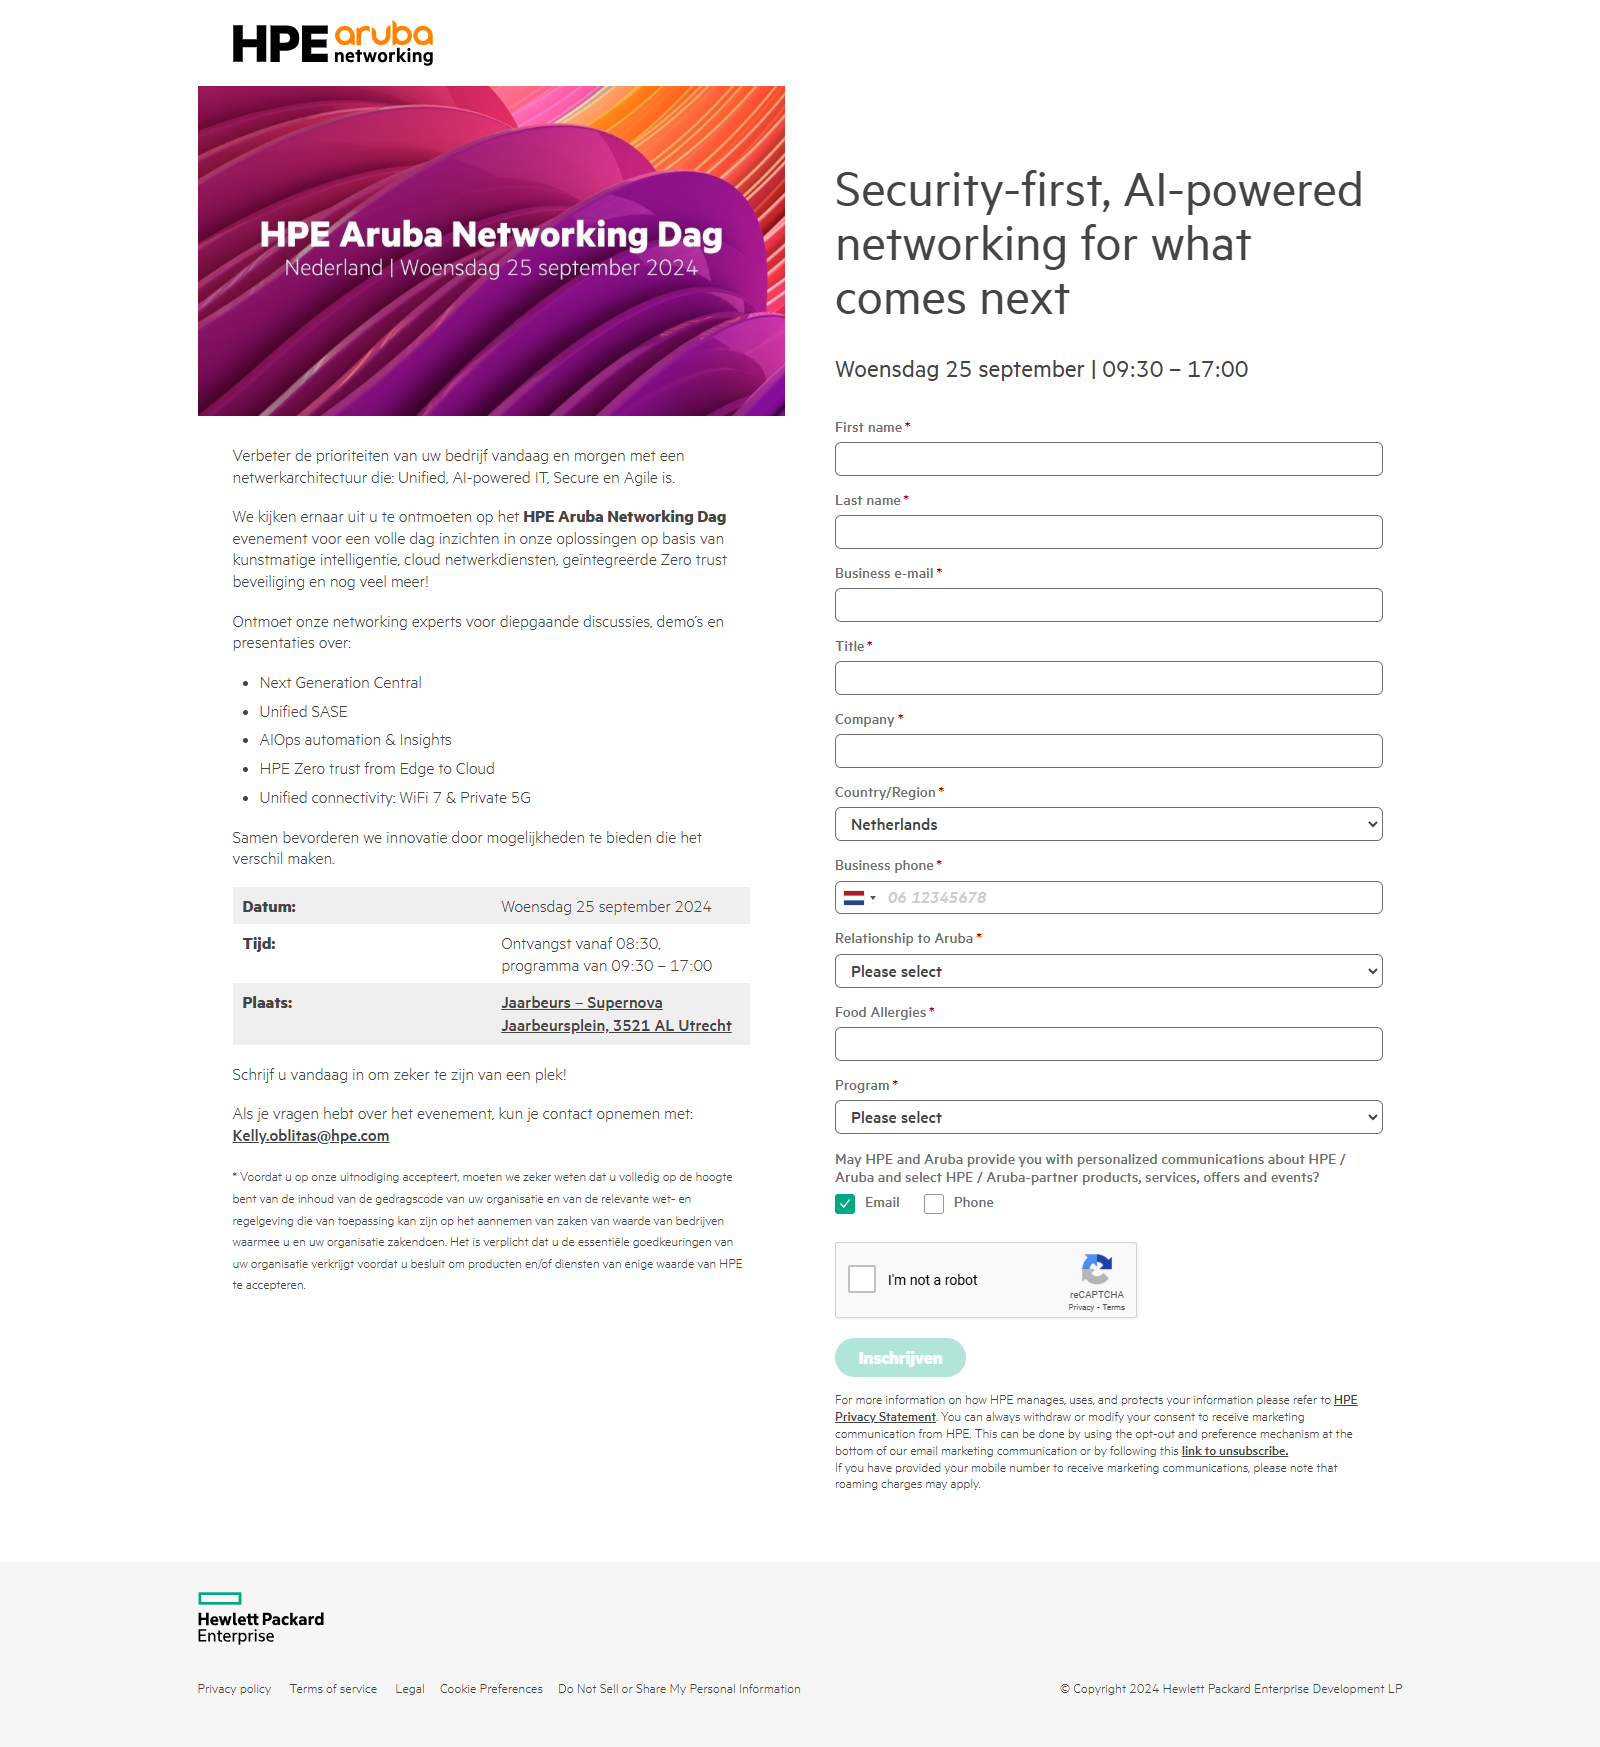 HPE aruba
networking
HPE Aruba Networking Dag
Nederland | Woensdag 25 september 2024
Verbeter de prioriteiten van uw bedrijf vandaag en morgen met een
netwerkarchitectuur die: Unified, AI-powered IT, Secure en Agile is.
We kijken ernaar uit u te ontmoeten op het HPE Aruba Networking Dag
evenement voor een volle dag inzichten in onze oplossingen op basis van
kunstmatige intelligentie, cloud netwerkdiensten, geïntegreerde Zero trust
beveiliging en nog veel meer!
Ontmoet onze networking experts voor diepgaande discussies, demo's en
presentaties over:
• Next Generation Central
• Unified SASE
• AIOps automation & Insights
• HPE Zero trust from Edge to Cloud
• Unified connectivity: WiFi 7 & Private 5G
Samen bevorderen we innovatie door mogelijkheden te bieden die het
verschil maken.
Datum: Woensdag 25 september 2024
Tijd: Ontvangst vanaf 08:30,
programma van 09:30 – 17:00
Plaats: Jaarbeurs – Supernova
Jaarbeursplein, 3521 AL Utrecht
Schrijf u vandaag in om zeker te zijn van een plek!
Als je vragen hebt over het evenement, kun je contact opnemen met:
Kelly.oblitas@hpe.com
* Voordat u op onze uitnodiging accepteert, moeten we zeker weten dat u volledig op de hoogte
bent van de inhoud van de gedragscode van uw organisatie en van de relevante wet- en
regelgeving die van toepassing kan zijn op het aannemen van zaken van waarde van bedrijven
waarmee u en uw organisatie zakendoen. Het is verplicht dat u de essentiële goedkeuringen van
uw organisatie verkrijgt voordat u besluit om producten en/of diensten van enige waarde van HPE
te accepteren.
Security-first, AI-powered
networking for what
comes next
Woensdag 25 september | 09:30 – 17:00
First name *
Last name *
Business e-mail *
Title *
Company *
Country/Region *
Netherlands
Business phone *
06 12345678
Relationship to Aruba *
Please select
Food Allergies *
Program *
Please select
May HPE and Aruba provide you with personalized communications about HPE /
Aruba and select HPE / Aruba-partner products, services, offers and events?
Email Phone
I'm not a robot
reCAPTCHA
Privacy - Terms
Inschrijven
For more information on how HPE manages, uses, and protects your information please refer to HPE
Privacy Statement. You can always withdraw or modify your consent to receive marketing
communication from HPE. This can be done by using the opt-out and preference mechanism at the
bottom of our email marketing communication or by following this link to unsubscribe.
If you have provided your mobile number to receive marketing communications, please note that
roaming charges may apply.
Hewlett Packard
Enterprise
Privacy policy Terms of service Legal Cookie Preferences Do Not Sell or Share My Personal Information
© Copyright 2024 Hewlett Packard Enterprise Development LP